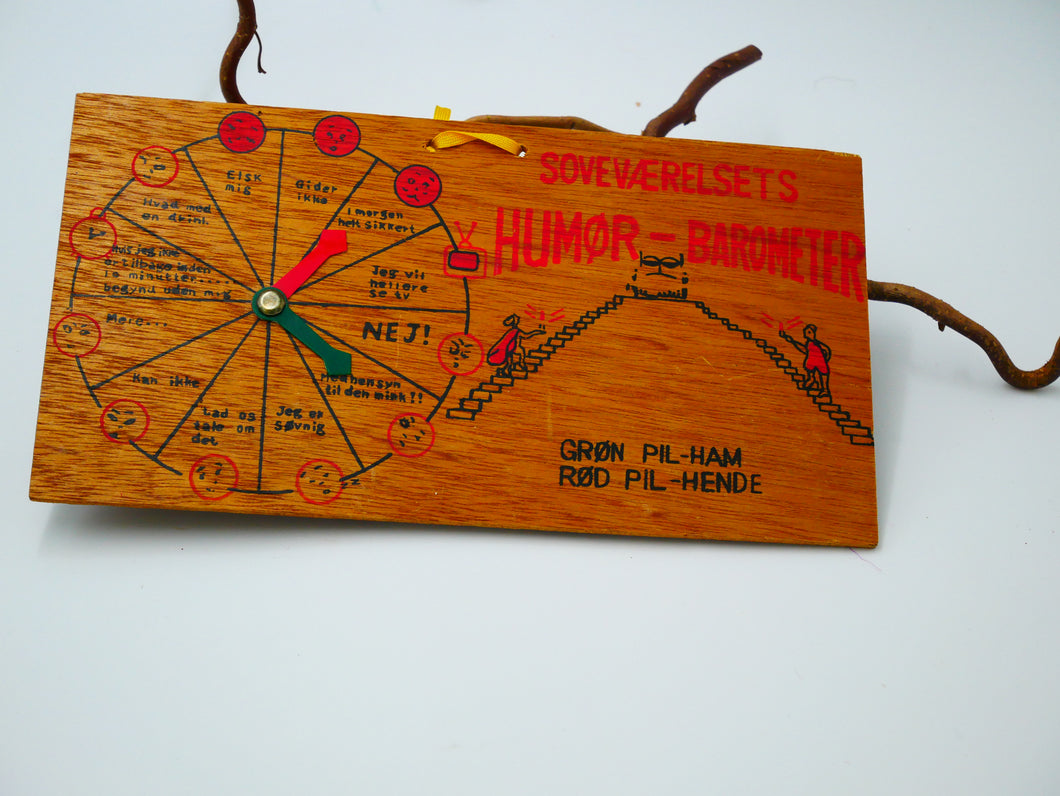 SOVEVÆRELSETS
HUMØR - BAROMETER
Elsk
mig
Gider
ikke
I morgen
helt sikkert
Jeg vil
hellere
se tv
NEJ!
Med hensyn
til den mink?!
Jeg er
søvnig
Lad os
tale om
det
Kan ikke
Mere...
Hvis jeg ikke
er tilbage inden
10 minutter....
begynd uden mig
Hvad med
en drink.
GRØN PIL-HAM
RØD PIL-HENDE